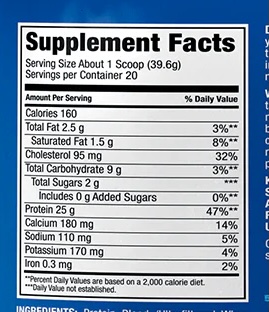 Supplement Facts
Serving Size About 1 Scoop (39.6g)
Servings per Container 20
Amount Per Serving % Daily Value
Calories 160
Total Fat 2.5 g 3%**
Saturated Fat 1.5 g 8%**
Cholesterol 95 mg 32%
Total Carbohydrate 9 g 3%**
Total Sugars 2 g ***
Includes 0 g Added Sugars 0%**
Protein 25 g 47%**
Calcium 180 mg 14%
Sodium 110 mg 5%
Potassium 170 mg 4%
Iron 0.3 mg 2%
**Percent Daily Values are based on a 2,000 calorie diet.
***Daily Value not established.
INGREDIENTS: Protein Blend